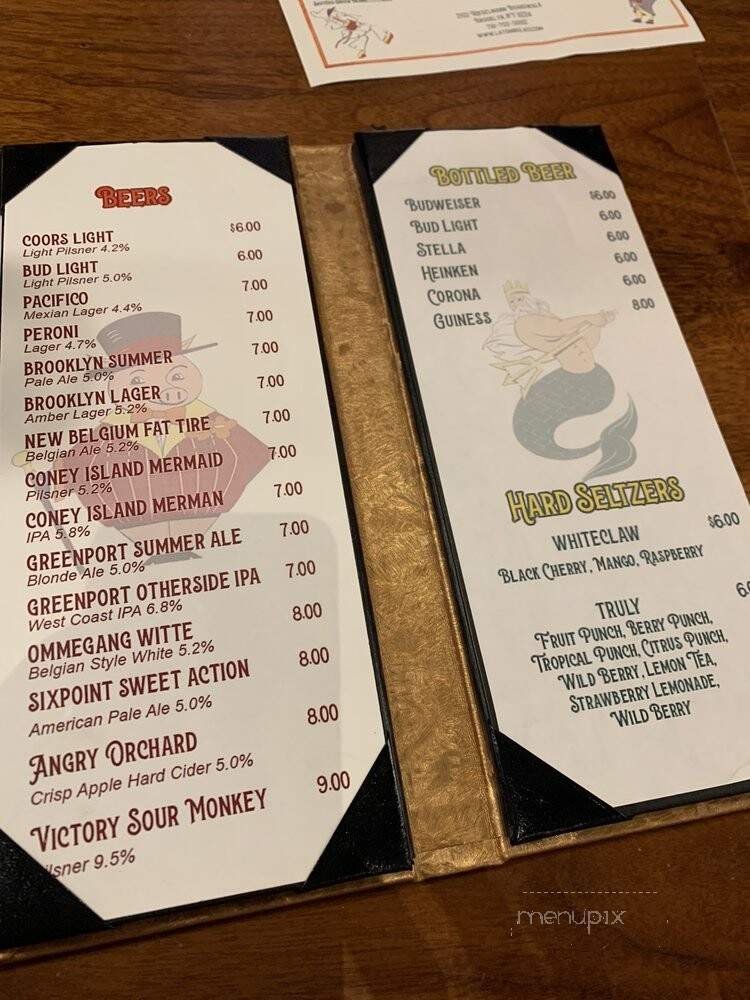 BEERS
COORS LIGHT $6.00
Light Pilsner 4.2%
BUD LIGHT 6.00
Light Pilsner 5.0%
PACIFICO 7.00
Mexian Lager 4.4%
PERONI 7.00
Lager 4.7%
BROOKLYN SUMMER 7.00
Pale Ale 5.0%
BROOKLYN LAGER 7.00
Amber Lager 5.2%
NEW BELGIUM FAT TIRE 7.00
Belgian Ale 5.2%
CONEY ISLAND MERMAID 7.00
Pilsner 5.2%
CONEY ISLAND MERMAN 7.00
IPA 5.8%
GREENPORT SUMMER ALE 7.00
Blonde Ale 5.0%
GREENPORT OTHERSIDE IPA 7.00
West Coast IPA 6.8%
OMMEGANG WITTE 8.00
Belgian Style White 5.2%
SIXPOINT SWEET ACTION 8.00
American Pale Ale 5.0%
ANGRY ORCHARD 8.00
Crisp Apple Hard Cider 5.0%
VICTORY SOUR MONKEY 9.00
ilsner 9.5%
BOTTLED BEER
BUDWEISER $6.00
BUD LIGHT 6.00
STELLA 6.00
HEINKEN 6.00
CORONA 6.00
GUINESS 8.00
HARD SELTZERS
WHITECLAW $6.00
BLACK CHERRY, MANGO, RASPBERRY
TRULY
FRUIT PUNCH, BERRY PUNCH,
TROPICAL PUNCH, CITRUS PUNCH,
WILD BERRY, LEMON TEA,
STRAWBERRY LEMONADE,
WILD BERRY
menupix